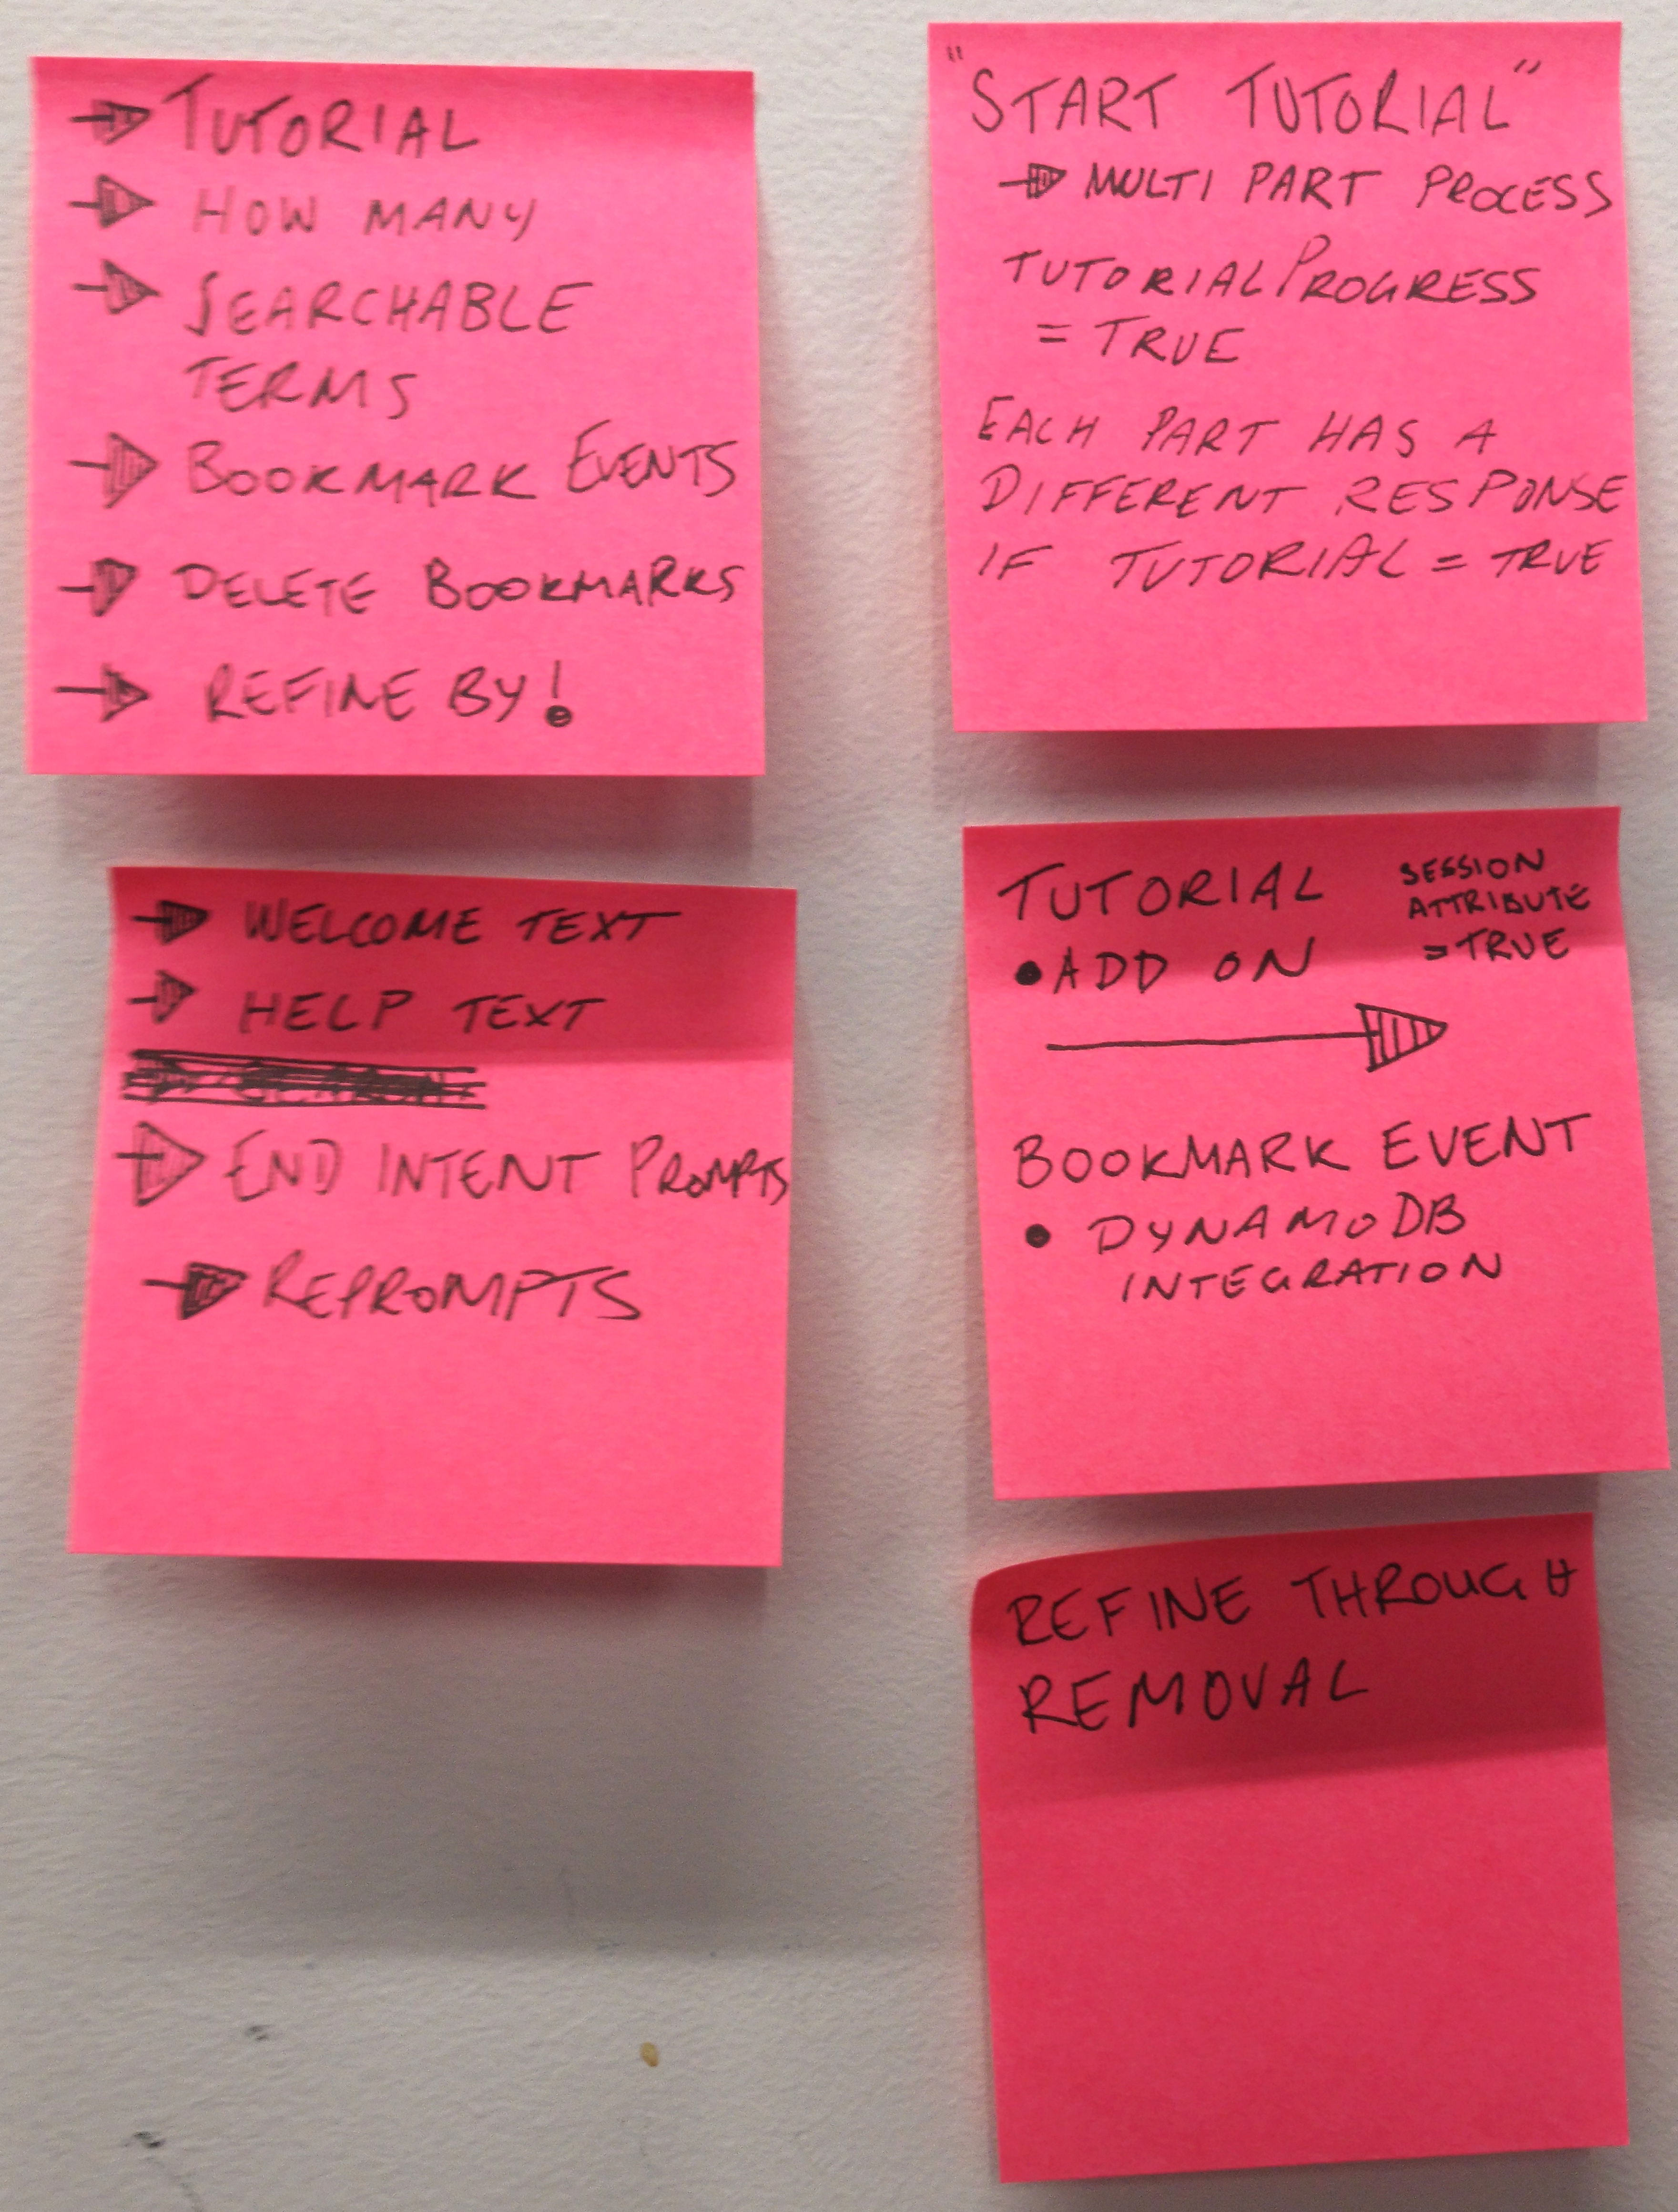 → TUTORIAL
→ HOW MANY
→ SEARCHABLE
TERMS
→ BOOKMARK EVENTS
→ DELETE BOOKMARKS
→ REFINE BY!
"START TUTORIAL"
→ MULTI PART PROCESS
TUTORIALPROGRESS
= TRUE
EACH PART HAS A
DIFFERENT RESPONSE
IF TUTORIAL = TRUE
→ WELCOME TEXT
→ HELP TEXT
→ END INTENT PROMPTS
→ REPROMPTS
TUTORIAL
• ADD ON
SESSION
ATTRIBUTE
= TRUE
BOOKMARK EVENT
• DYNAMODB
INTEGRATION
REFINE THROUGH
REMOVAL